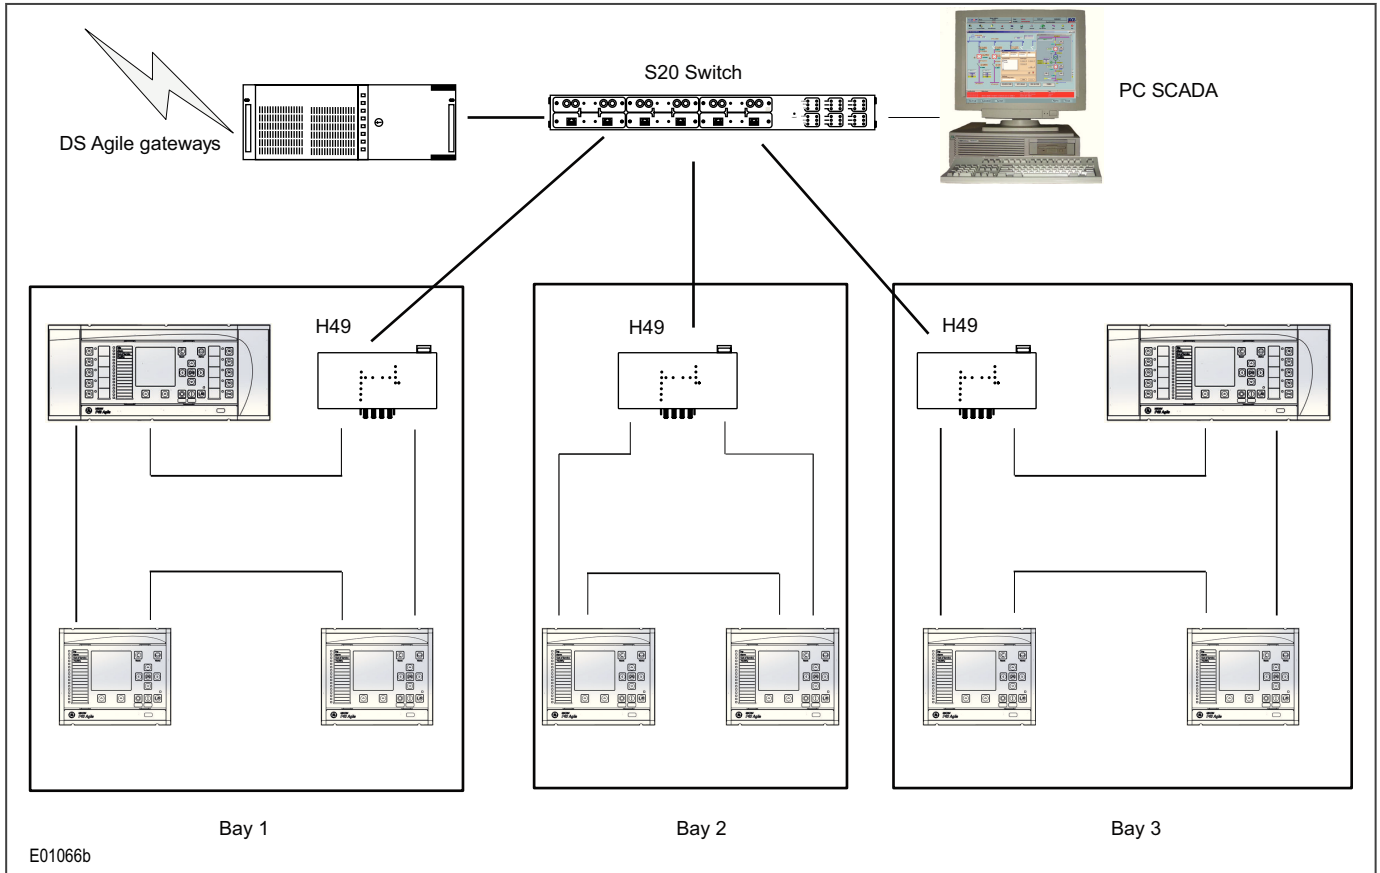 S20 Switch
PC SCADA
DS Agile gateways
H49
H49
H49
Bay 1
Bay 2
Bay 3
E01066b